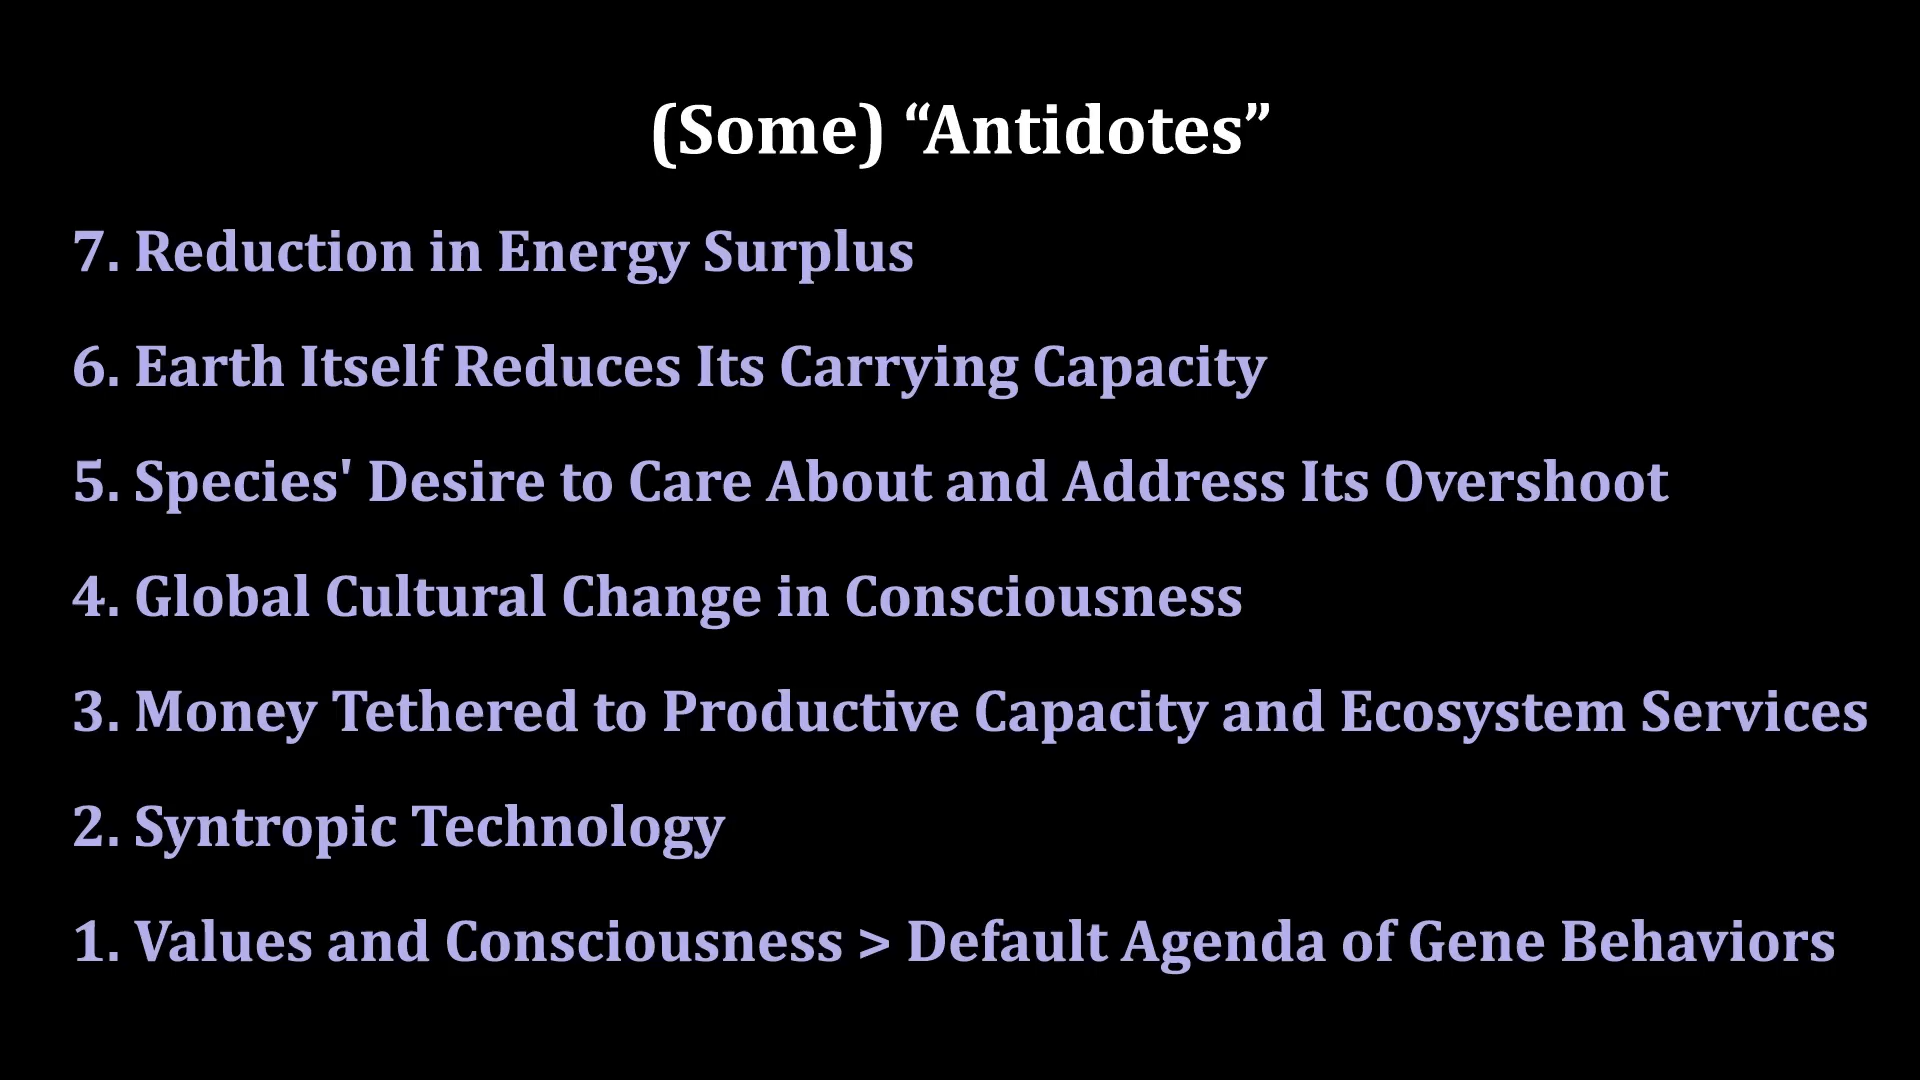 (Some) “Antidotes”
7. Reduction in Energy Surplus
6. Earth Itself Reduces Its Carrying Capacity
5. Species' Desire to Care About and Address Its Overshoot
4. Global Cultural Change in Consciousness
3. Money Tethered to Productive Capacity and Ecosystem Services
2. Syntropic Technology
1. Values and Consciousness > Default Agenda of Gene Behaviors